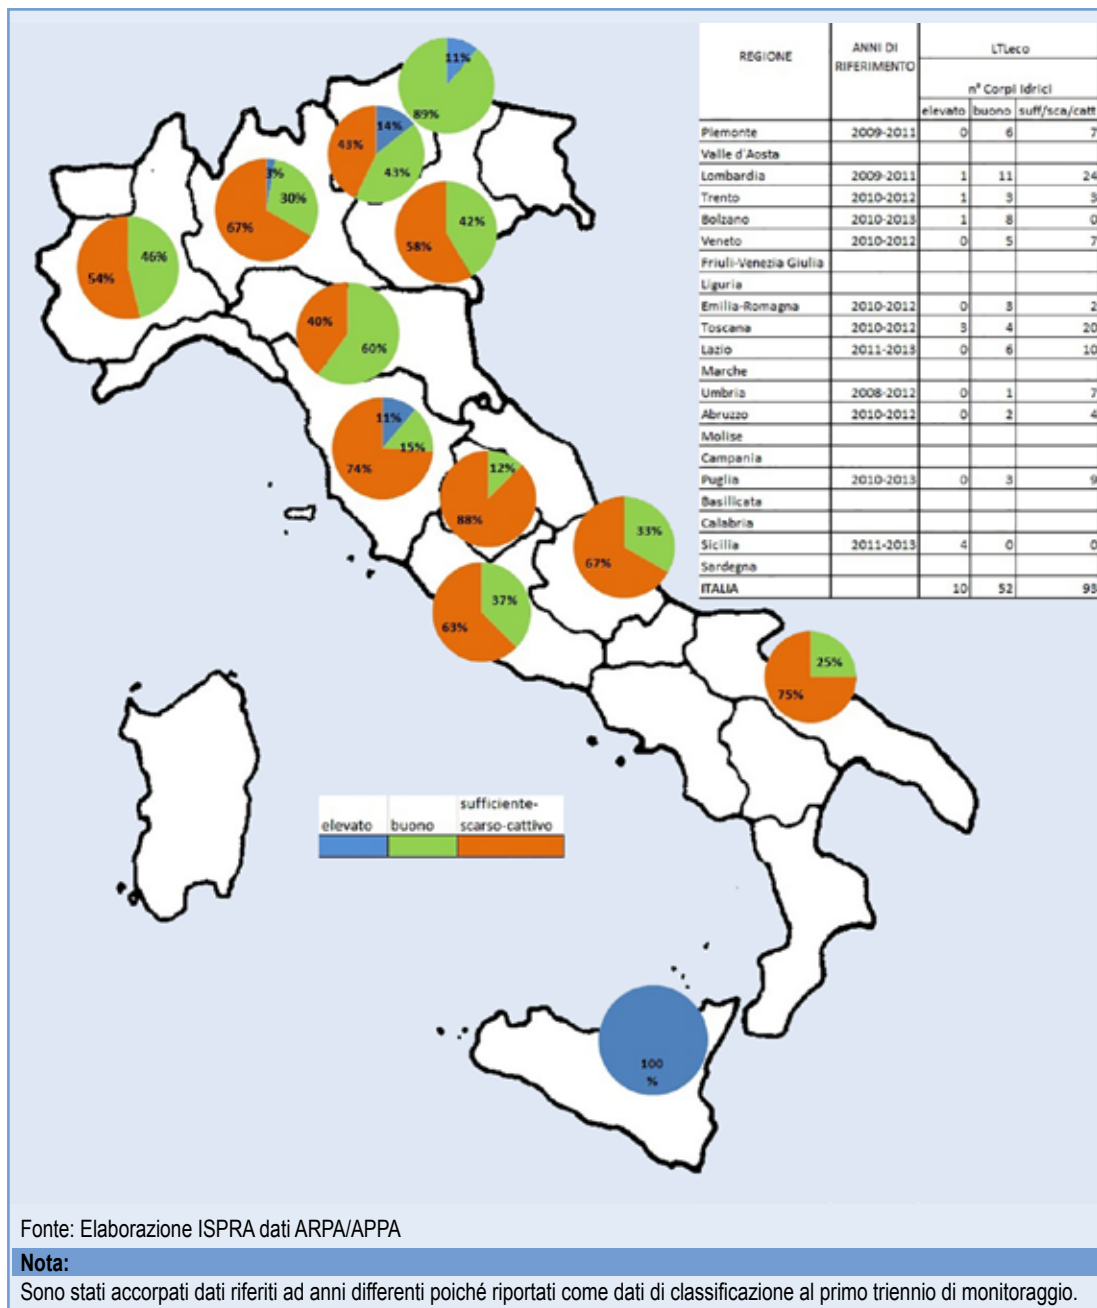 REGIONE ANNI DI RIFERIMENTO LTLeco
n° Corpi Idrici
elevato buono suff/sca/catt
Piemonte 2009-2011 0 6 7
Valle d'Aosta
Lombardia 2009-2011 1 11 24
Trento 2010-2012 1 3 3
Bolzano 2010-2013 1 8 0
Veneto 2010-2012 0 5 7
Friuli-Venezia Giulia
Liguria
Emilia-Romagna 2010-2012 0 3 2
Toscana 2010-2012 3 4 20
Lazio 2011-2013 0 6 10
Marche
Umbria 2008-2012 0 1 7
Abruzzo 2010-2012 0 2 4
Molise
Campania
Puglia 2010-2013 0 3 9
Basilicata
Calabria
Sicilia 2011-2013 4 0 0
Sardegna
ITALIA 10 52 93
11%
89%
14%
43%
43%
3%
30%
67%
42%
58%
46%
54%
40%
60%
11%
15%
74%
12%
88%
33%
67%
37%
63%
25%
75%
elevato buono sufficiente-
scarso-cattivo
100
%
Fonte: Elaborazione ISPRA dati ARPA/APPA
Nota:
Sono stati accorpati dati riferiti ad anni differenti poiché riportati come dati di classificazione al primo triennio di monitoraggio.